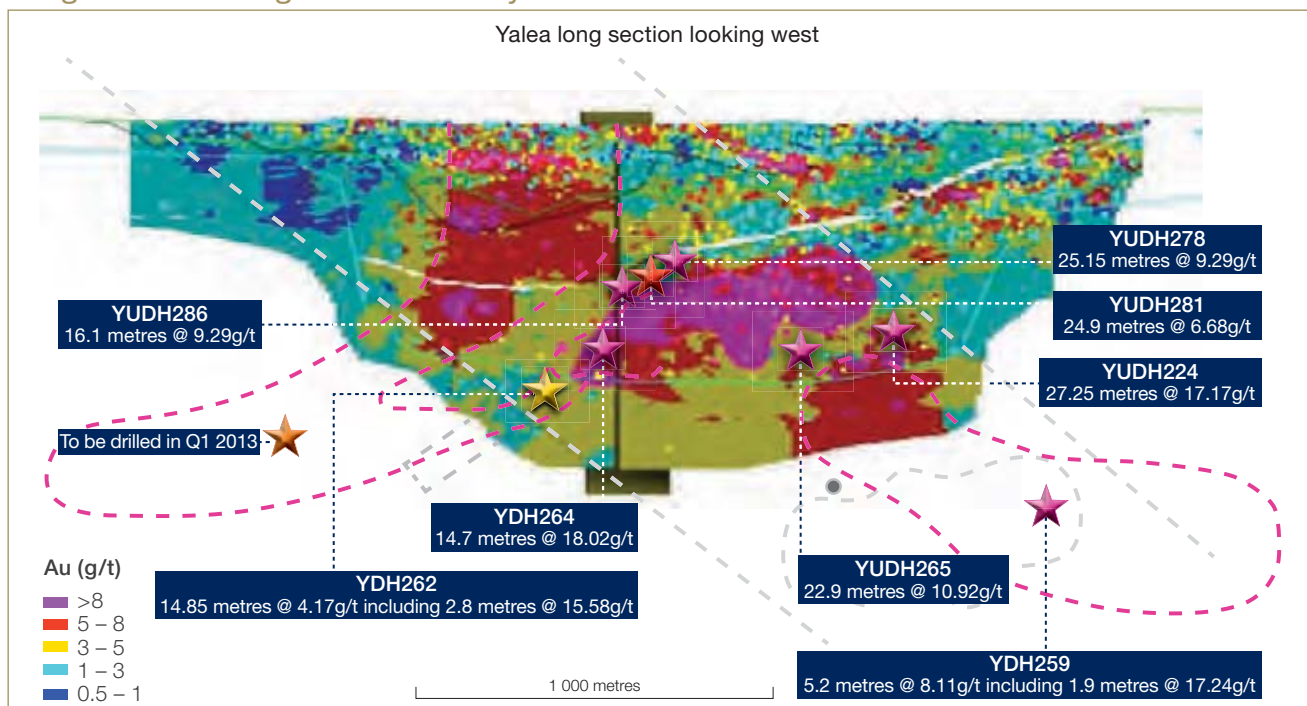 Yalea long section looking west
YUDH278
25.15 metres @ 9.29g/t
YUDH281
24.9 metres @ 6.68g/t
YUDH286
16.1 metres @ 9.29g/t
YUDH224
27.25 metres @ 17.17g/t
To be drilled in Q1 2013
YDH264
14.7 metres @ 18.02g/t
YUDH265
22.9 metres @ 10.92g/t
YDH262
14.85 metres @ 4.17g/t including 2.8 metres @ 15.58g/t
YDH259
5.2 metres @ 8.11g/t including 1.9 metres @ 17.24g/t
Au (g/t)
>8
5 – 8
3 – 5
1 – 3
0.5 – 1
1 000 metres